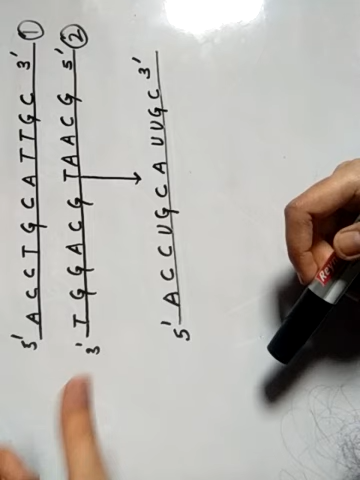 5' A C C T G C A T T G C 3' ①
3' T G G A C G T A A C G 5' ②
5' A C C U G C A U U G C 3'